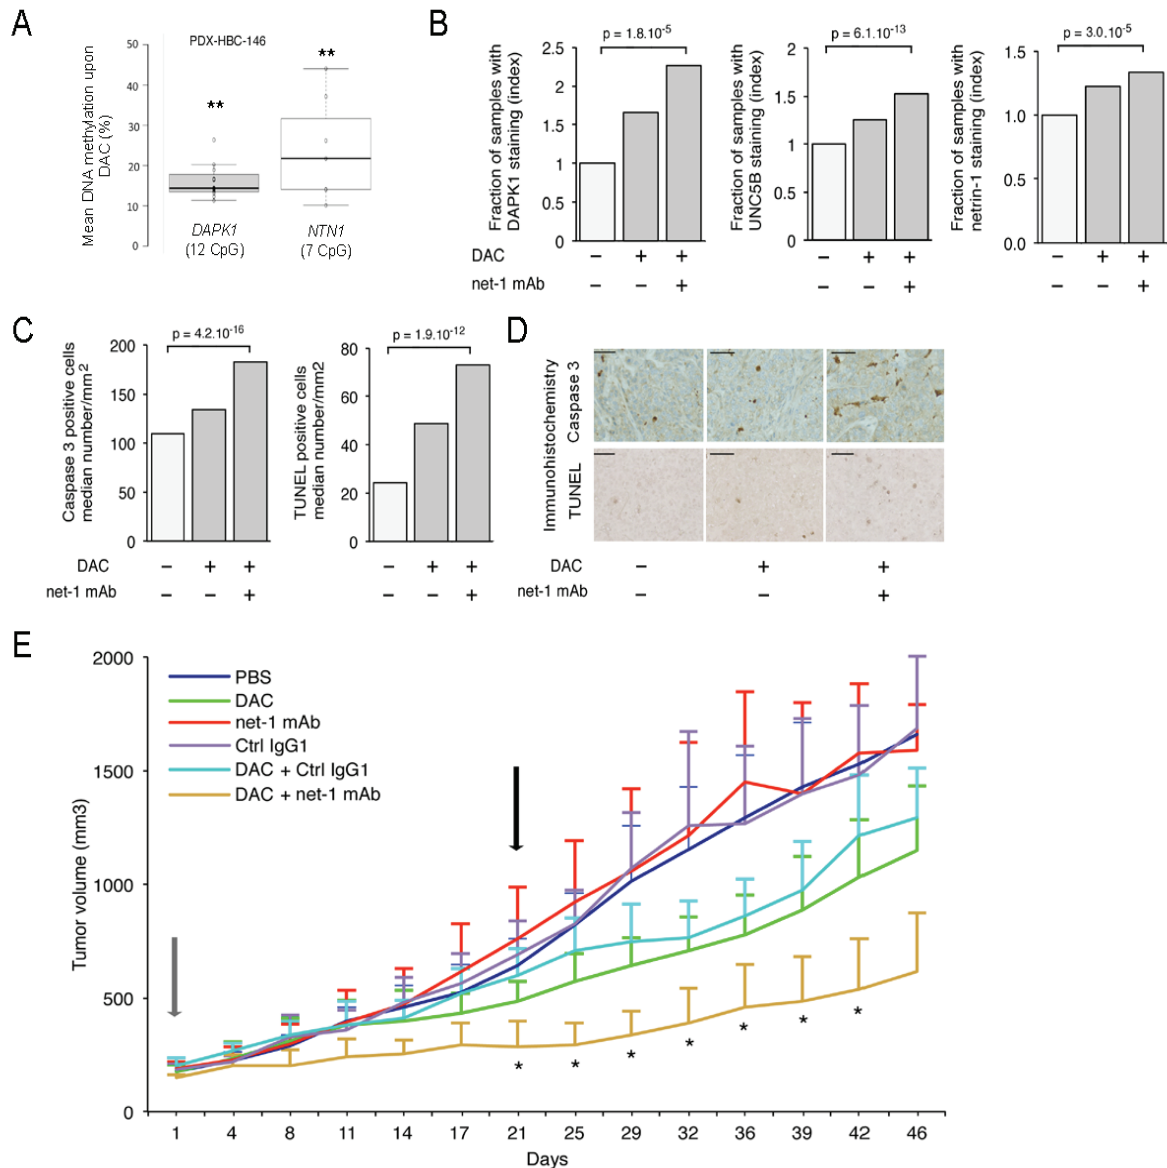 A
PDX-HBC-146
Mean DNA methylation upon
DAC (%)
50
40
30
20
10
0
**
**
DAPK1
(12 CpG)
NTN1
(7 CpG)
B
Fraction of samples with
DAPK1 staining (index)
p = 1.8.10-5
2.5
2
1.5
1
0.5
0
Fraction of samples with
UNC5B staining (index)
p = 6.1.10-13
2
1.5
1
0.5
0
Fraction of samples with
netrin-1 staining (index)
p = 3.0.10-5
1.5
1.0
0.5
0.0
DAC − + + − + + − + +
net-1 mAb − − + − − + − − +
C
Caspase 3 positive cells
median number/mm2
p = 4.2.10-16
200
150
100
50
0
TUNEL positive cells
median number/mm2
p = 1.9.10-12
80
60
40
20
0
DAC − + + − + +
net-1 mAb − − + − − +
D
Immunohistochemistry
Caspase 3
TUNEL
DAC − + +
net-1 mAb − − +
E
Tumor volume (mm3)
2000
1500
1000
500
0
PBS
DAC
net-1 mAb
Ctrl IgG1
DAC + Ctrl IgG1
DAC + net-1 mAb
* * * * * * *
1 4 8 11 14 17 21 25 29 32 36 39 42 46
Days